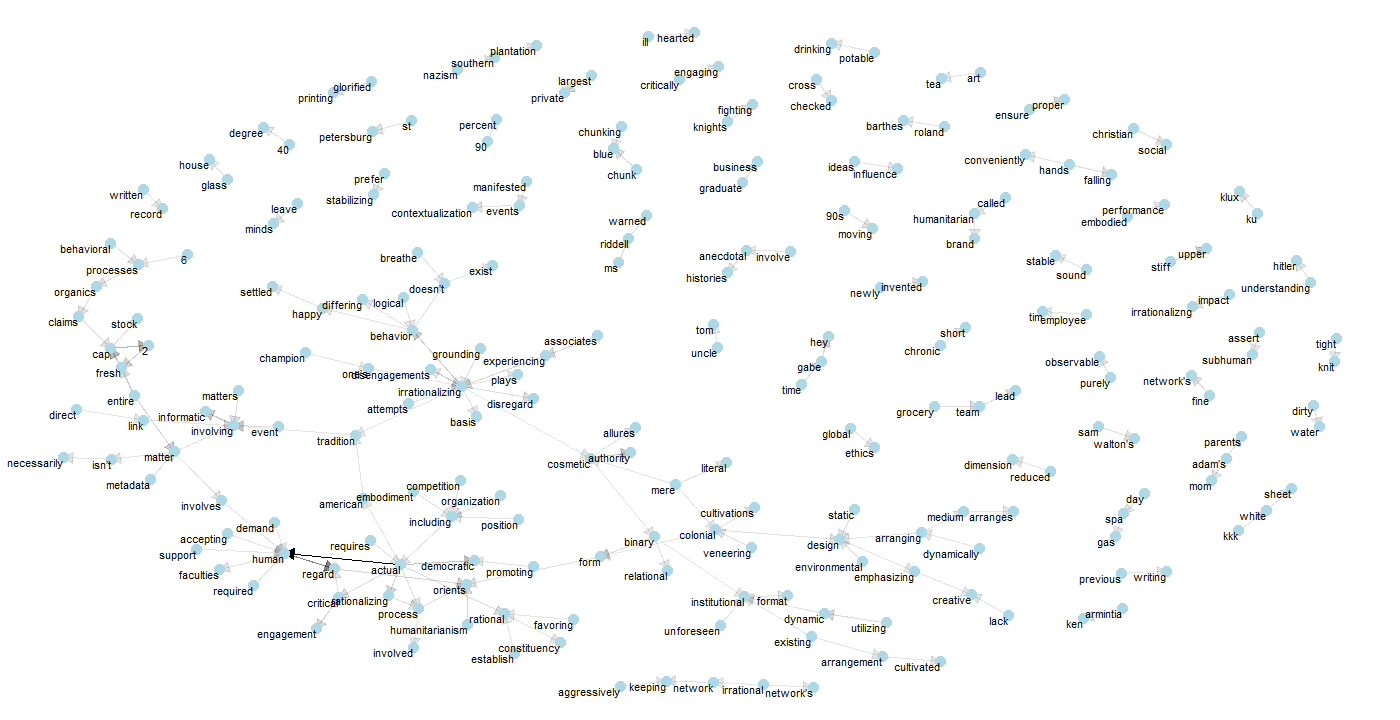 ill hearted
drinking
potable
plantation
southern
nazism
engaging
critically
largest
private
glorified
printing
cross
checked
tea art
ensure proper
fighting
knights
barthes roland
christian
social
degree
40
petersburg st
percent
90
chunking
blue
chunk
house
glass
prefer
stabilizing
business
graduate
ideas
influence
conveniently
hands
falling
written
record
leave
minds
manifested
contextualization events
warned
riddell
ms
90s
moving
called
humanitarian
brand
performance
embodied
klux
ku
behavioral
processes
6
organics
claims
breathe
exist
doesn't
anecdotal involve
histories
stable
sound
stiff upper
hitler
understanding
settled
happy
differing logical
behavior
newly invented
impact
irrationalizng
tim employee
stock
cap 2
fresh
champion
one's disengagements
grounding
experiencing
associates
irrationalizing
plays
disregard
attempts
basis
tom
uncle
hey
gabe
time
short
chronic
observable
purely
assert
subhuman
tight
knit
network's
fine
entire
direct
link
matters
informatic
involving event
tradition
grocery team lead
dirty
water
necessarily isn't matter
metadata
allures
authority
cosmetic
literal
mere
global
ethics
sam
walton's
parents
adam's
mom
dimension
reduced
involves
american
embodiment
competition
organization
including
position
cultivations
colonial
veneering
static
design
environmental
medium arranges
arranging
dynamically
emphasizing
day
spa
gas
sheet
white
kkk
demand
accepting
support
human
faculties
required
regard
requires
actual
democratic
promoting
orients
form
binary
relational
previous writing
critical rationalizing
process
engagement
humanitarianism
involved
rational
favoring
constituency
establish
institutional format
unforeseen
dynamic
utilizing
existing
arrangement cultivated
creative
lack
armintia
ken
aggressively keeping network irrational network's